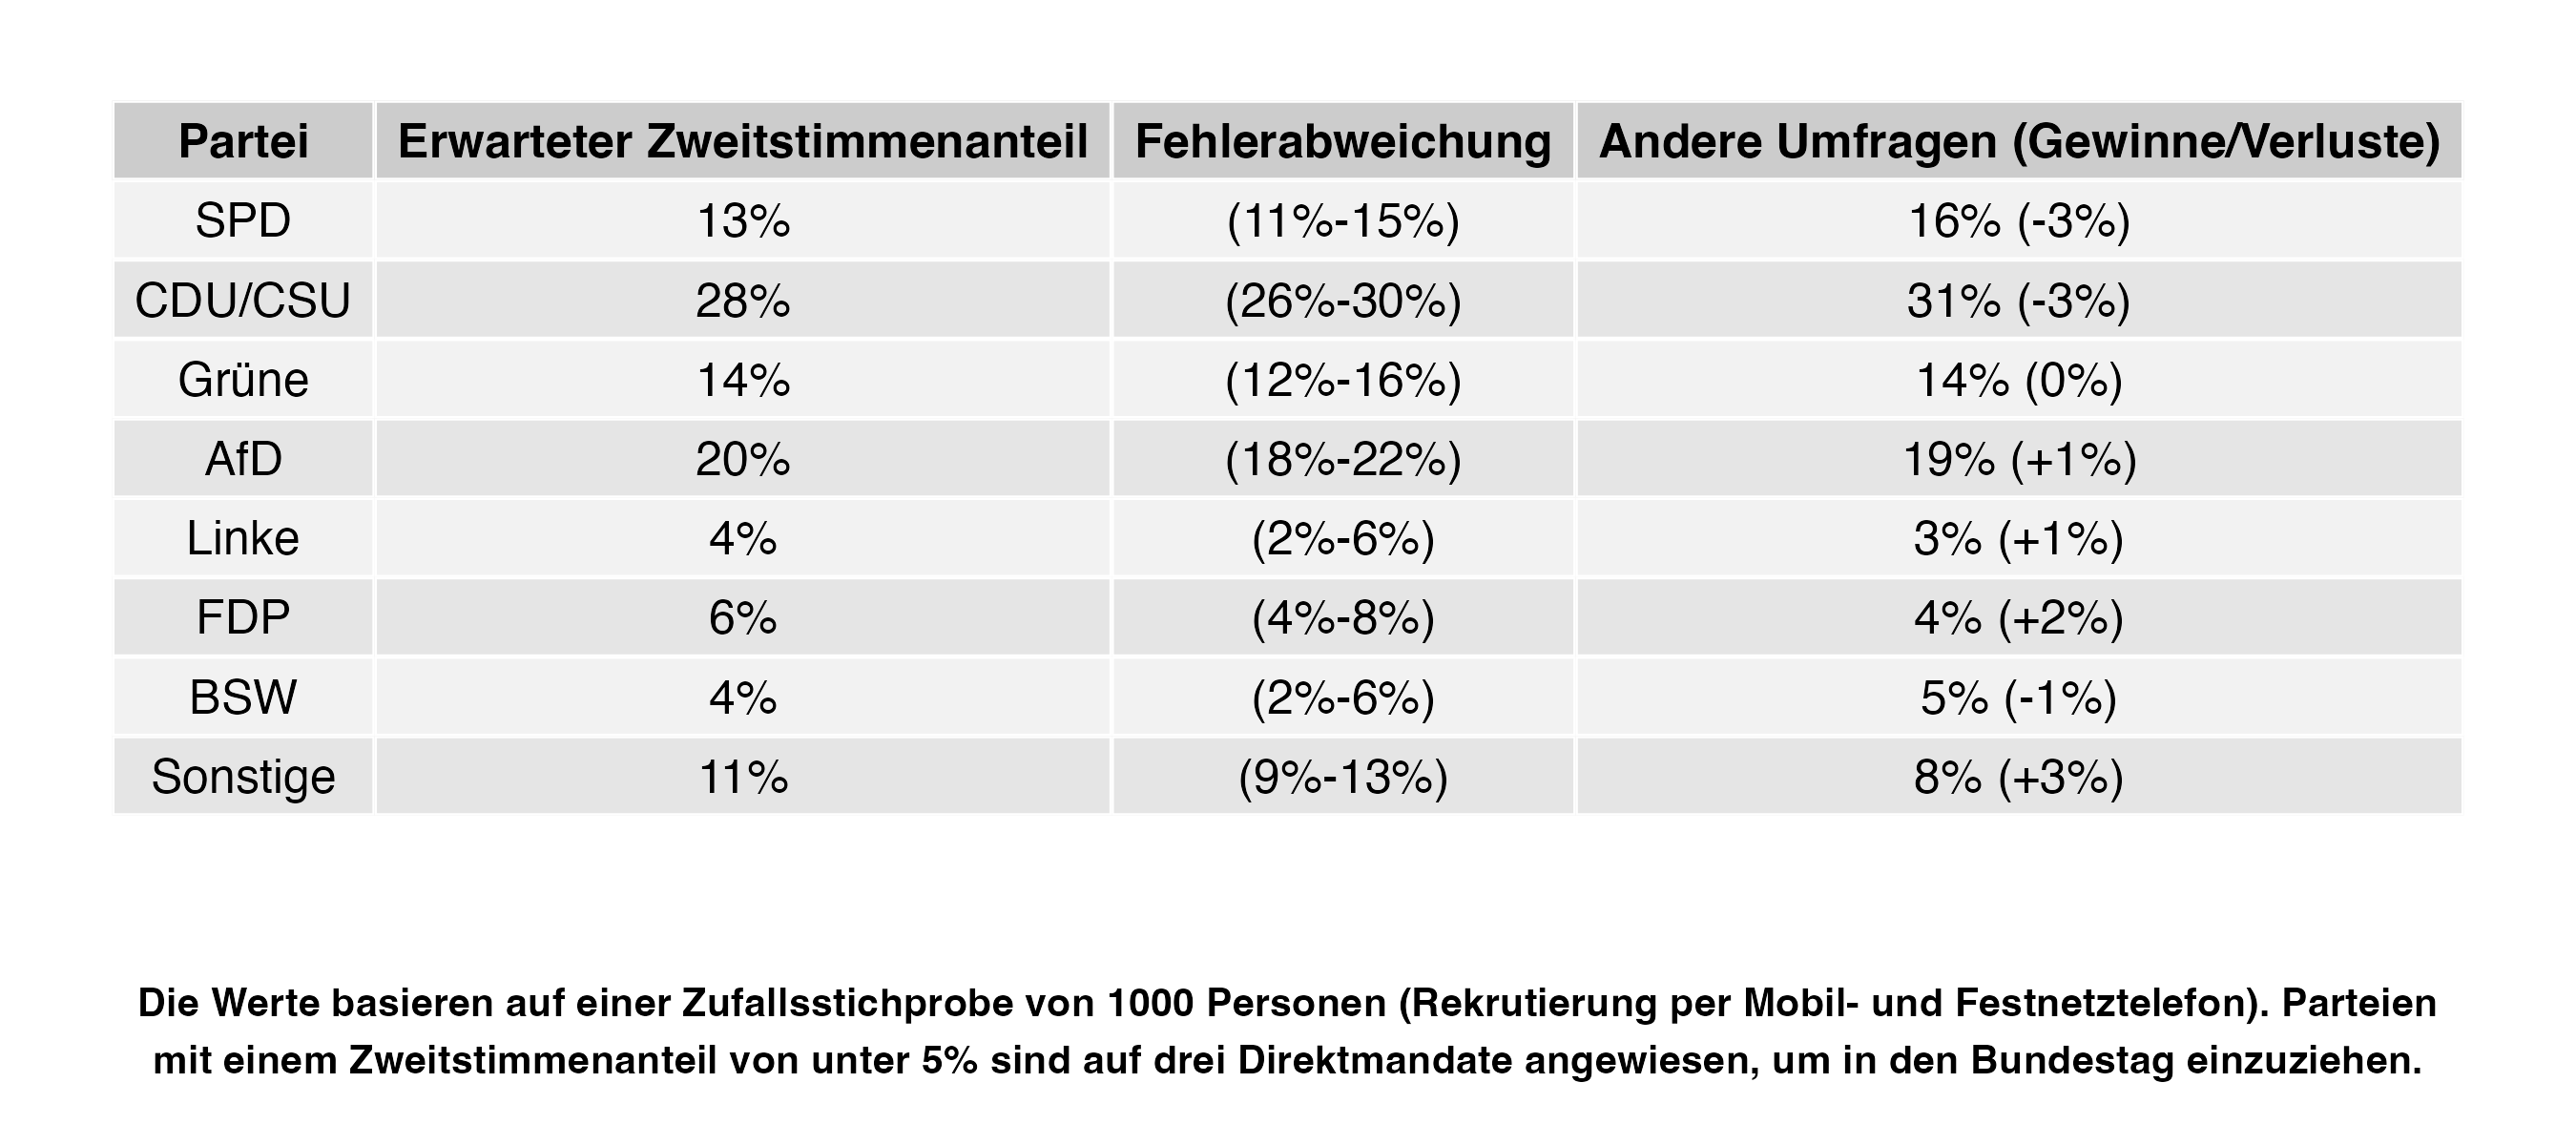 Partei Erwarteter Zweitstimmenanteil Fehlerabweichung Andere Umfragen (Gewinne/Verluste)
SPD 13% (11%-15%) 16% (-3%)
CDU/CSU 28% (26%-30%) 31% (-3%)
Grüne 14% (12%-16%) 14% (0%)
AfD 20% (18%-22%) 19% (+1%)
Linke 4% (2%-6%) 3% (+1%)
FDP 6% (4%-8%) 4% (+2%)
BSW 4% (2%-6%) 5% (-1%)
Sonstige 11% (9%-13%) 8% (+3%)
Die Werte basieren auf einer Zufallsstichprobe von 1000 Personen (Rekrutierung per Mobil- und Festnetztelefon). Parteien
mit einem Zweitstimmenanteil von unter 5% sind auf drei Direktmandate angewiesen, um in den Bundestag einzuziehen.